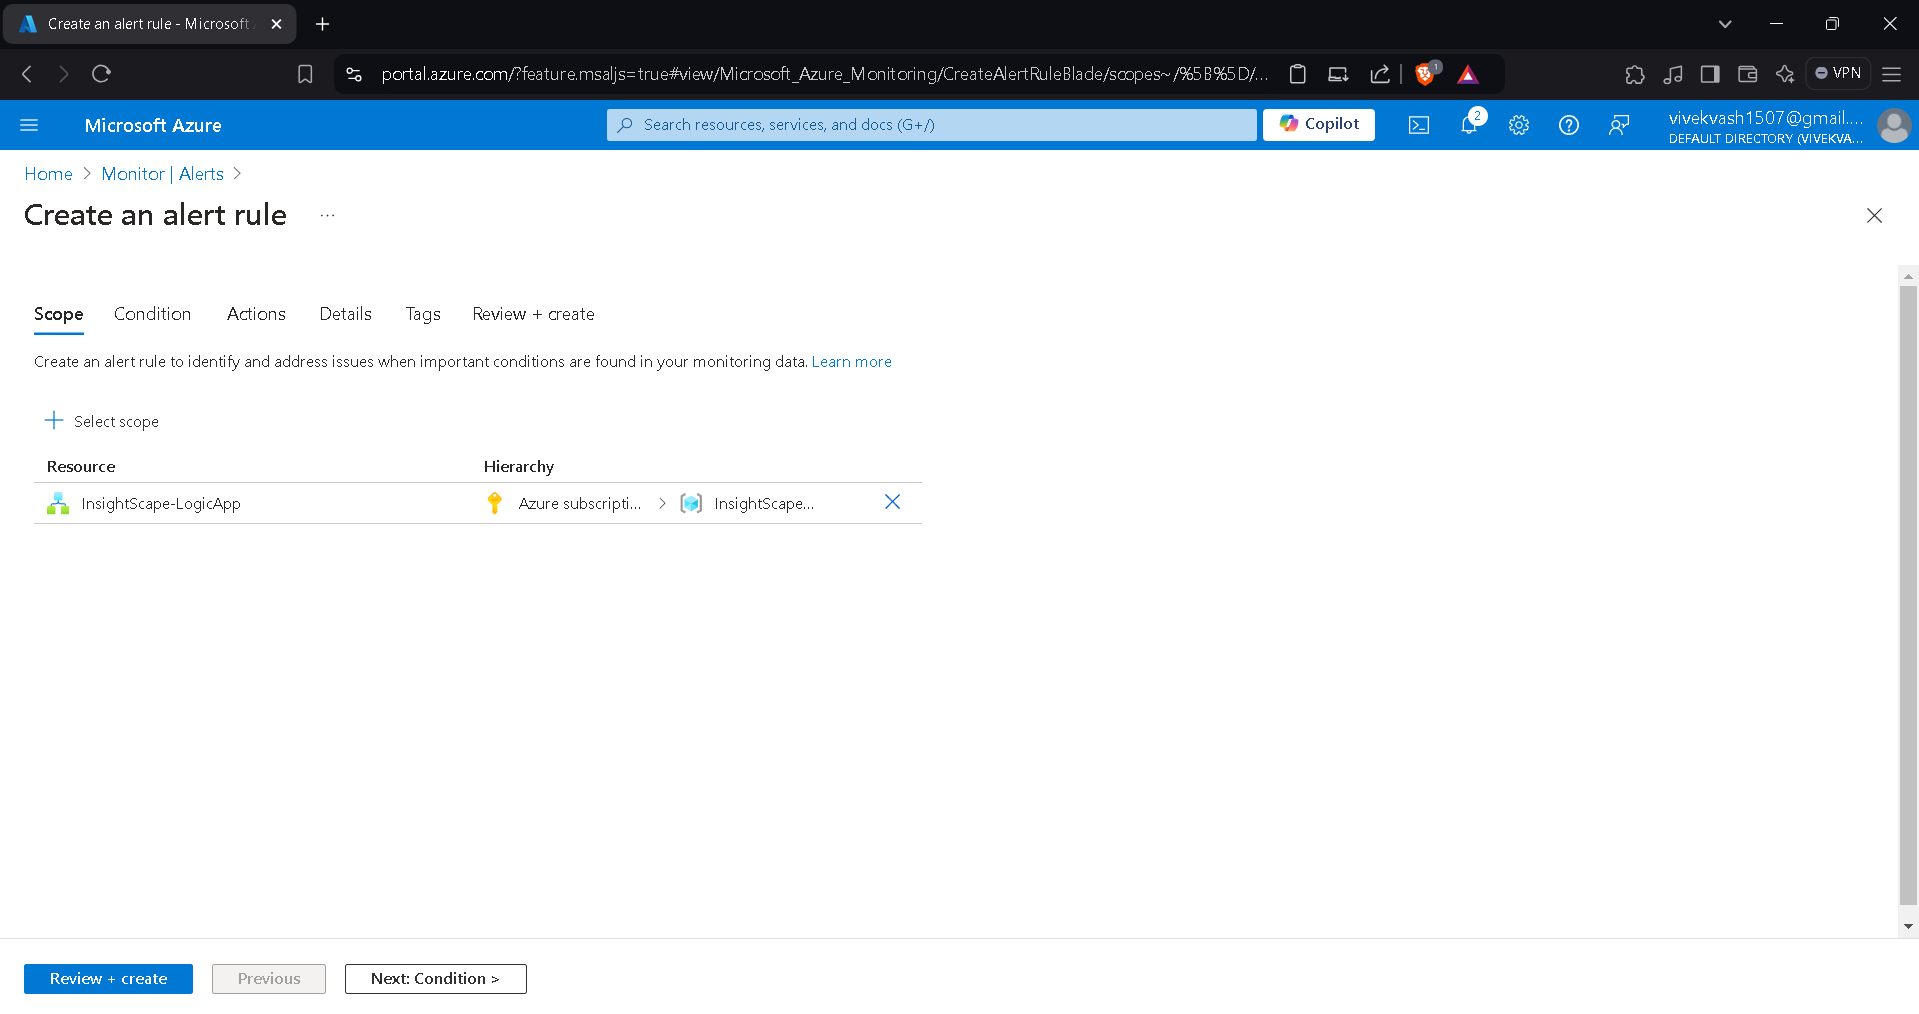 Create an alert rule - Microsoft
portal.azure.com/?feature.msaljs=true#view/Microsoft_Azure_Monitoring/CreateAlertRuleBlade/scopes~/%5B%5D/...
1
VPN
Microsoft Azure
Search resources, services, and docs (G+/)
Copilot
2
vivekvash1507@gmail....
DEFAULT DIRECTORY (VIVEKVA...
Home > Monitor | Alerts >
Create an alert rule ...
Scope Condition Actions Details Tags Review + create
Create an alert rule to identify and address issues when important conditions are found in your monitoring data. Learn more
Select scope
Resource Hierarchy
InsightScape-LogicApp Azure subscripti... > InsightScape...
Review + create Previous Next: Condition >